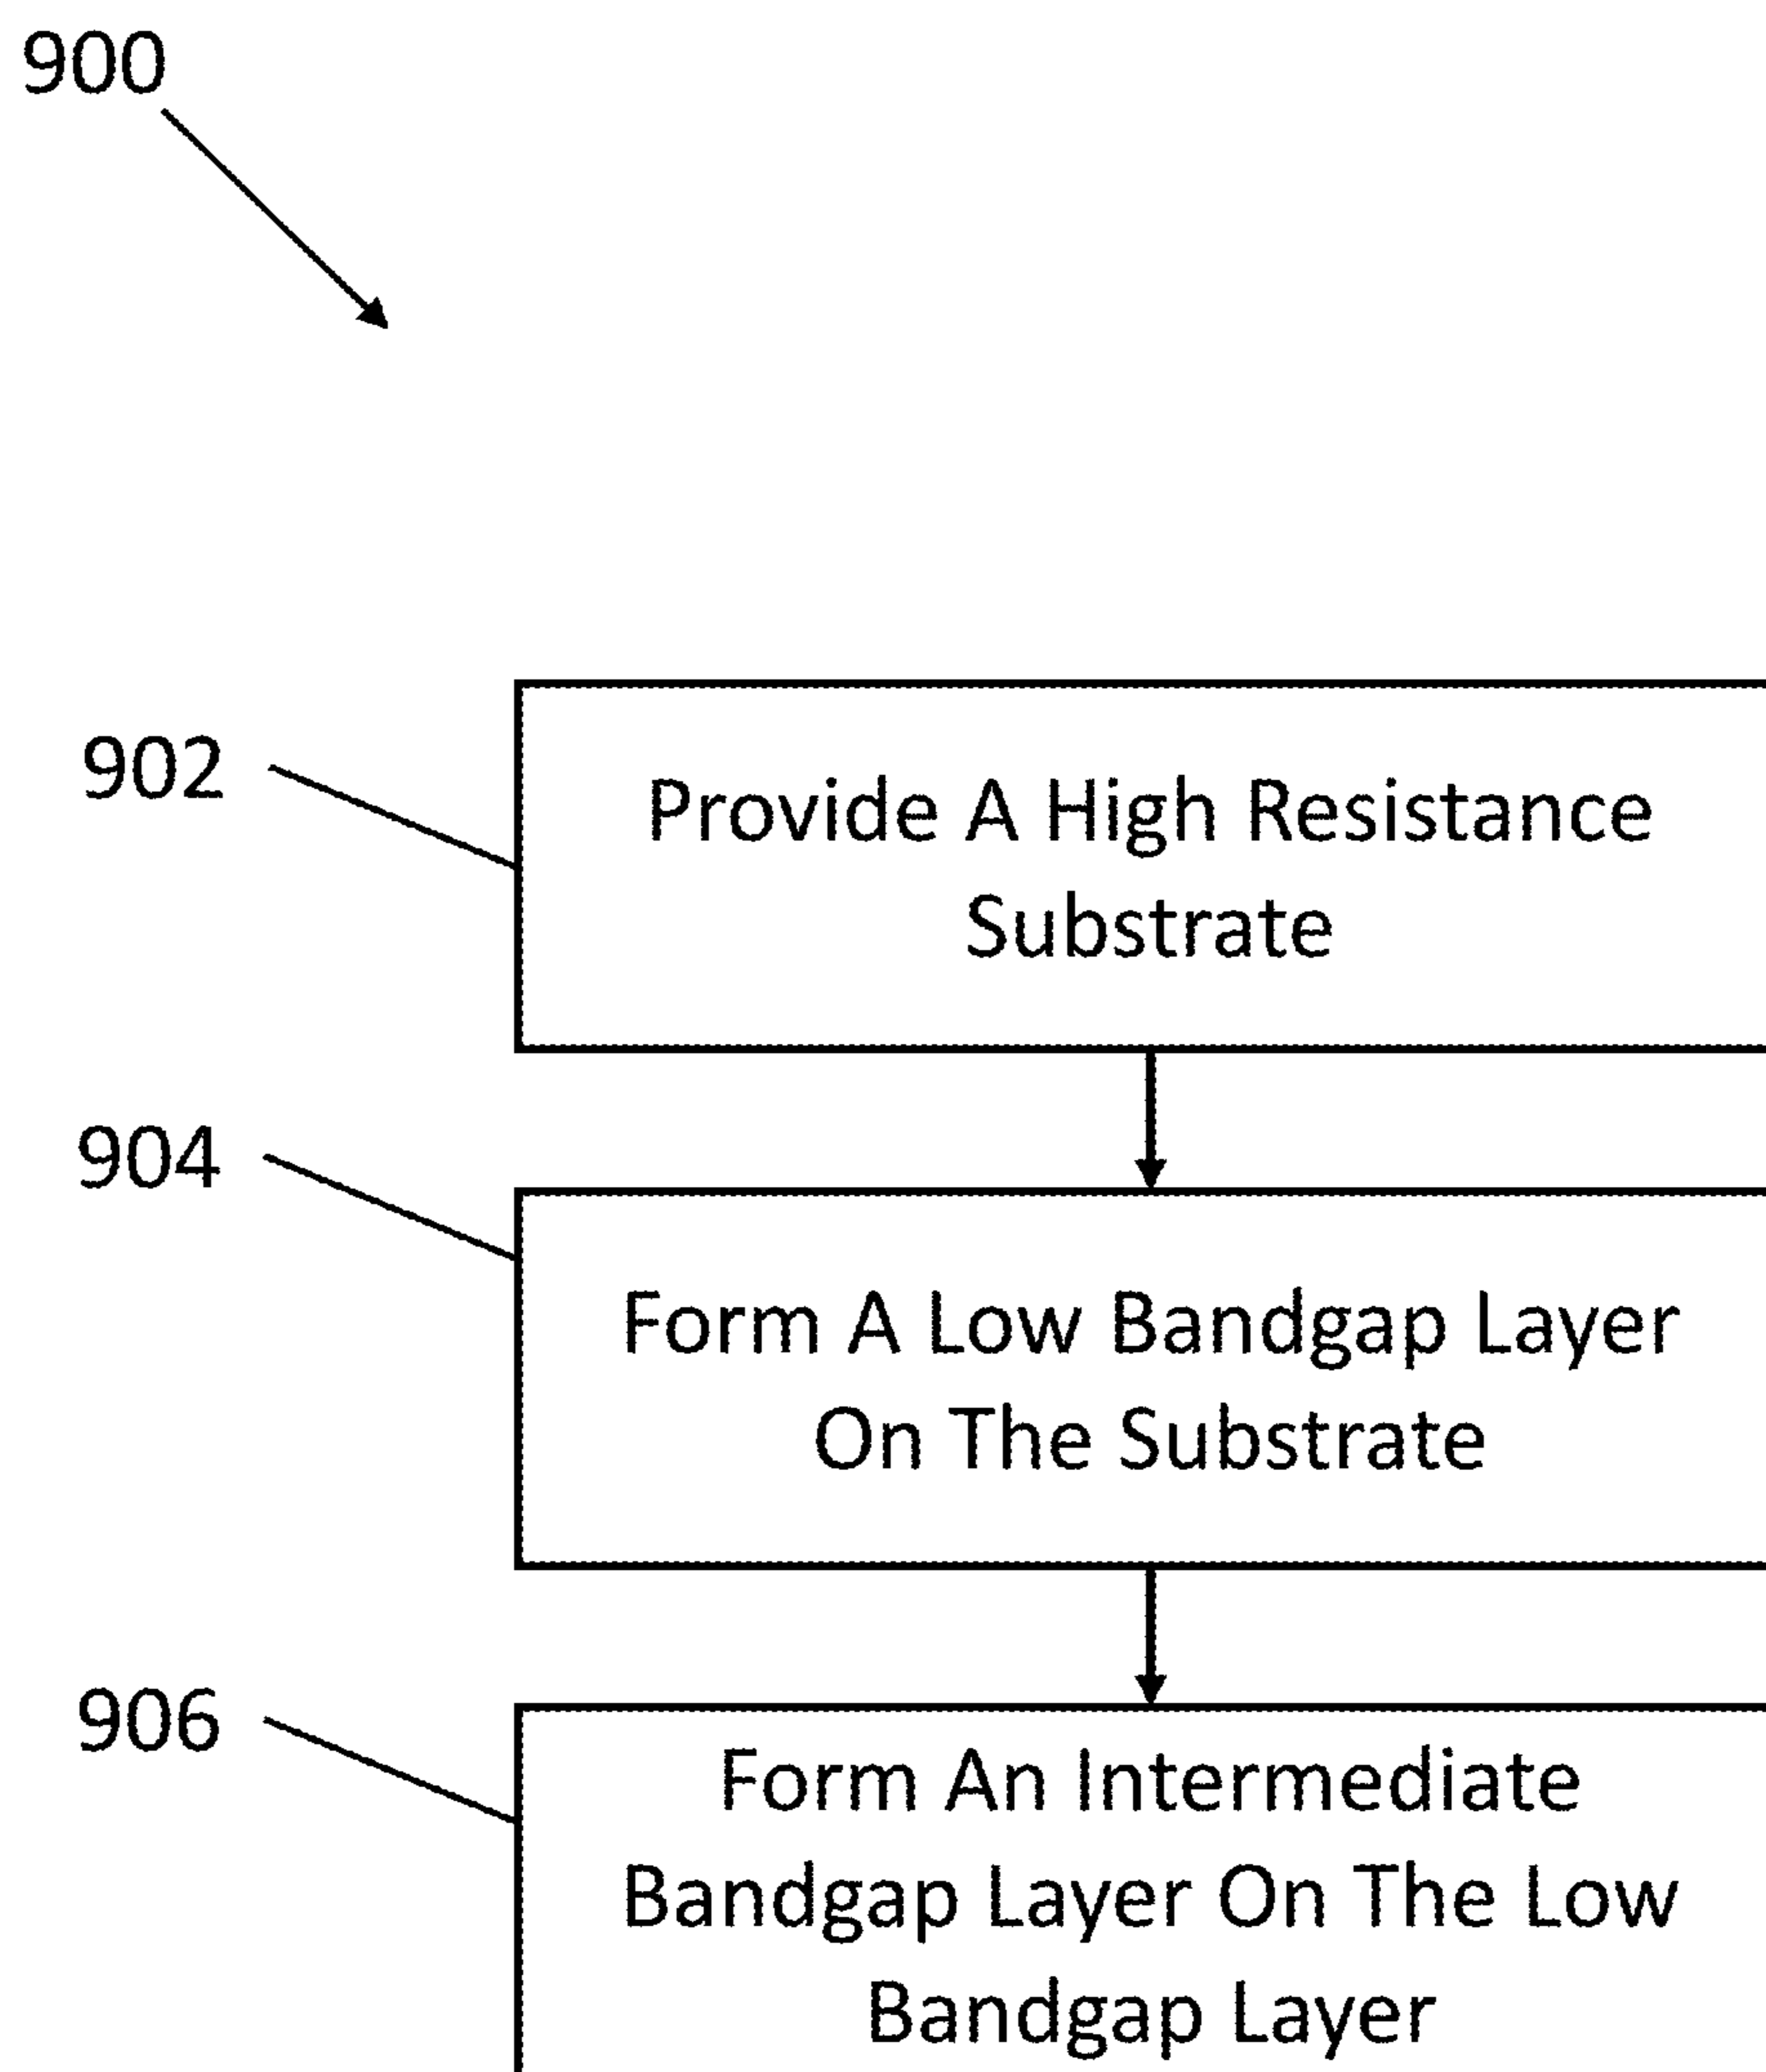 900
902
Provide A High Resistance
Substrate
904
Form A Low Bandgap Layer
On The Substrate
906
Form An Intermediate
Bandgap Layer On The Low
Bandgap Layer